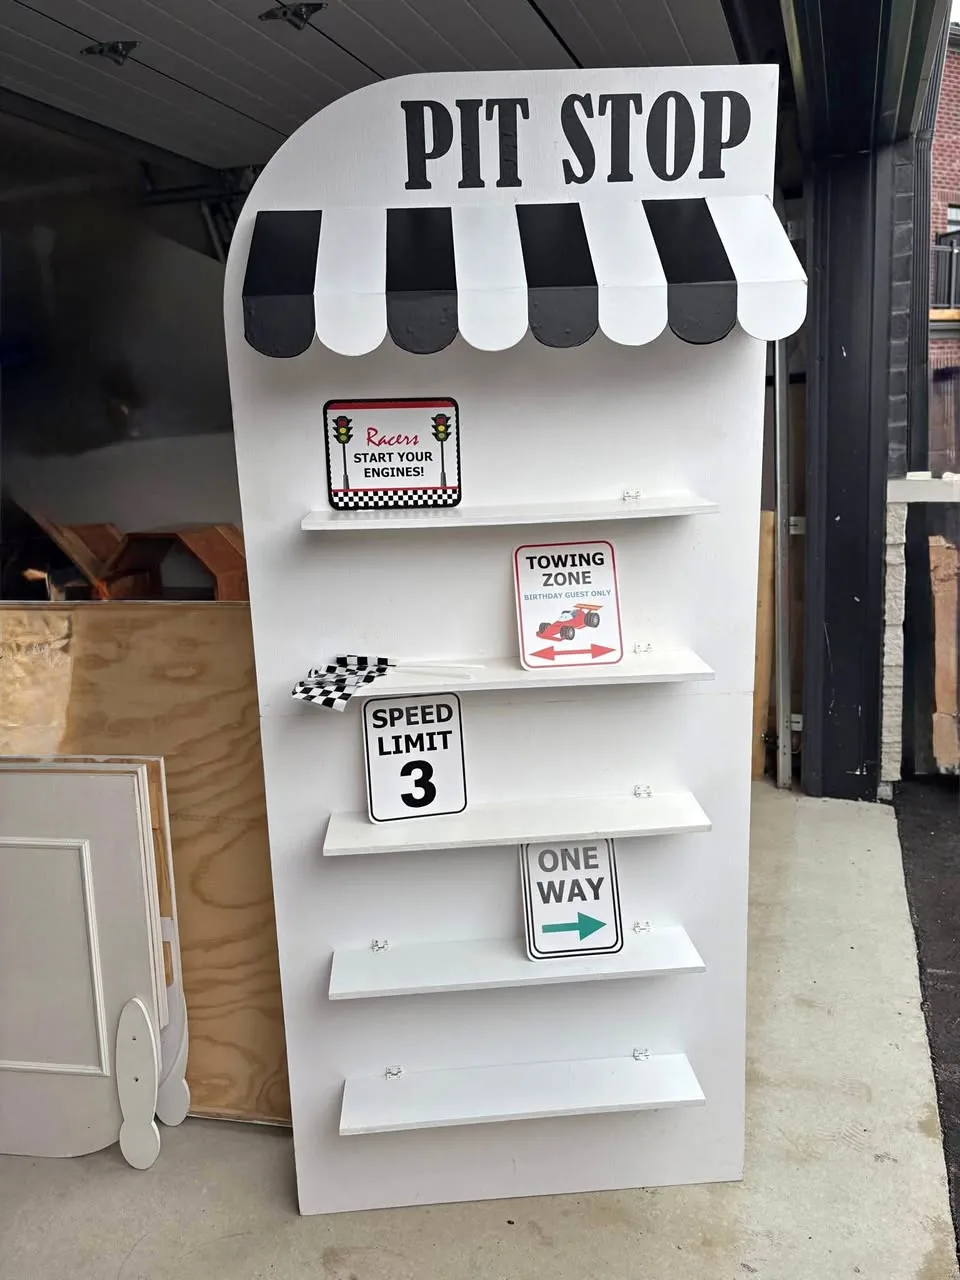 PIT STOP
Racers
START YOUR
ENGINES!
TOWING
ZONE
BIRTHDAY GUEST ONLY
SPEED
LIMIT
3
ONE
WAY